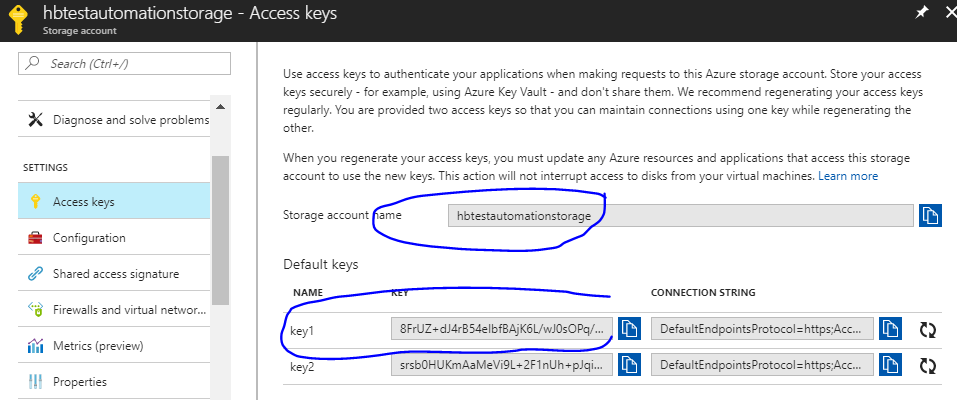 hbtestautomationstorage - Access keys
Storage account
Search (Ctrl+/)
Diagnose and solve problems
SETTINGS
Access keys
Configuration
Shared access signature
Firewalls and virtual networ...
Metrics (preview)
Properties
Use access keys to authenticate your applications when making requests to this Azure storage account. Store your access
keys securely - for example, using Azure Key Vault - and don't share them. We recommend regenerating your access keys
regularly. You are provided two access keys so that you can maintain connections using one key while regenerating the
other.
When you regenerate your access keys, you must update any Azure resources and applications that access this storage
account to use the new keys. This action will not interrupt access to disks from your virtual machines. Learn more
Storage account name hbtestautomationstorage
Default keys
NAME KEY CONNECTION STRING
key1 8FrUZ+dJ4rB54eIbfBAjK6L/wJ0sOPq/... DefaultEndpointsProtocol=https;Acc...
key2 srsb0HUKmAaMeVi9L+2F1nUh+pJqi... DefaultEndpointsProtocol=https;Acc...